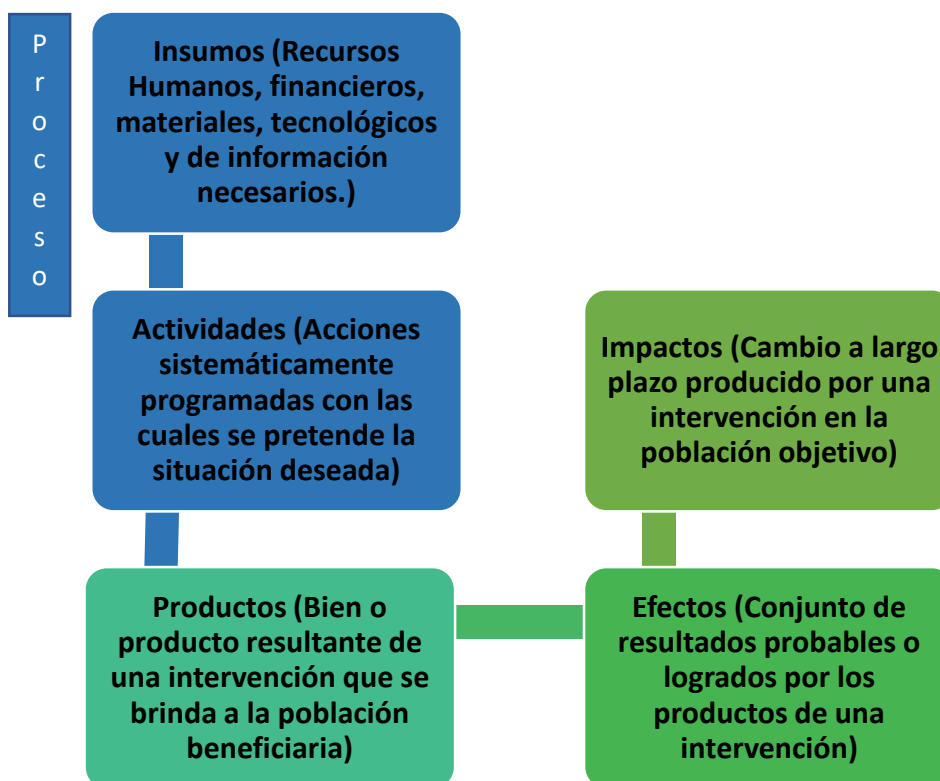 Proceso
Insumos (Recursos
Humanos, financieros,
materiales, tecnológicos
y de información
necesarios.)
Actividades (Acciones
sistemáticamente
programadas con las
cuales se pretende la
situación deseada)
Productos (Bien o
producto resultante de
una intervención que se
brinda a la población
beneficiaria)
Efectos (Conjunto de
resultados probables o
logrados por los
productos de una
intervención)
Impactos (Cambio a largo
plazo producido por una
intervención en la
población objetivo)